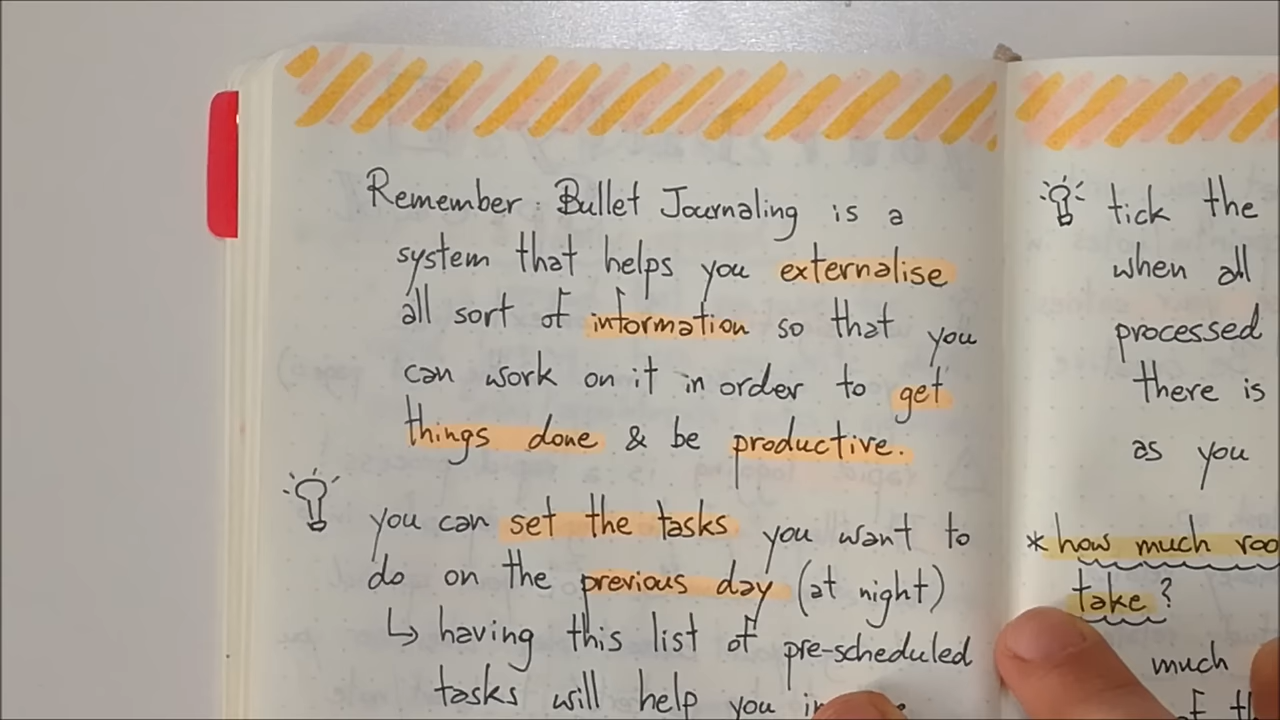 Remember: Bullet Journaling is a
system that helps you externalise
all sort of information so that you
can work on it in order to get
things done & be productive.
you can set the tasks you want to
do on the previous day (at night)
↳ having this list of pre-scheduled
tasks will help you
tick the
when all
processed
there is
as you
* how much
take?
much